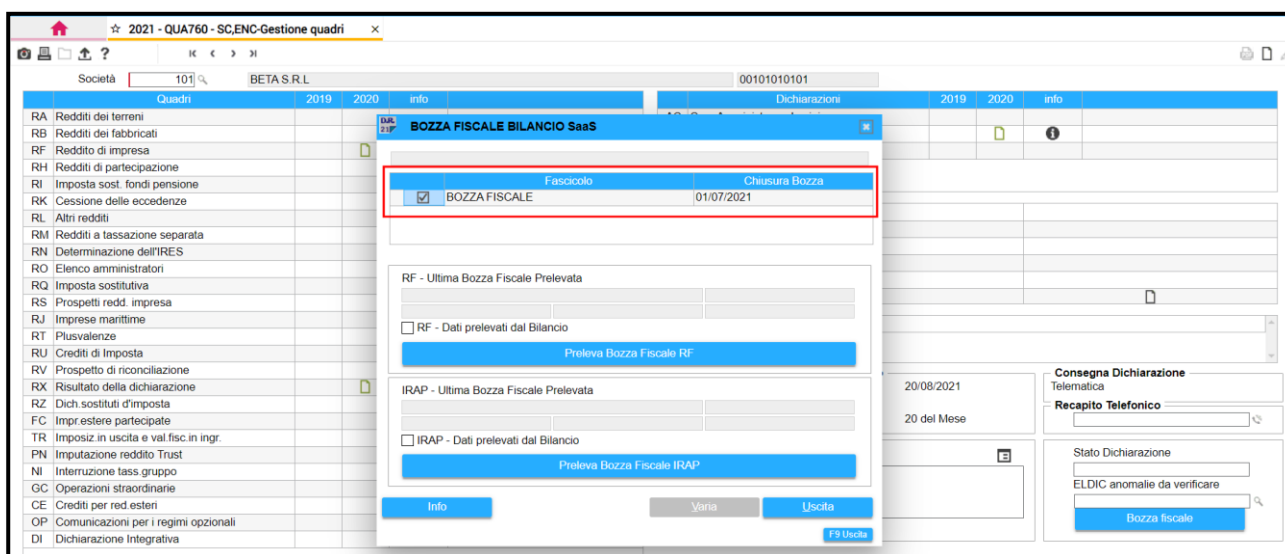 ☆ 2021 - QUA760 - SC,ENC-Gestione quadri ×
?
Società 101 BETA S.R.L 00101010101
Quadri 2019 2020 info
RA Redditi dei terreni
RB Redditi dei fabbricati
RF Reddito di impresa
RH Redditi di partecipazione
RI Imposta sost. fondi pensione
RK Cessione delle eccedenze
RL Altri redditi
RM Redditi a tassazione separata
RN Determinazione dell'IRES
RO Elenco amministratori
RQ Imposta sostitutiva
RS Prospetti redd. impresa
RJ Imprese marittime
RT Plusvalenze
RU Crediti di Imposta
RV Prospetto di riconciliazione
RX Risultato della dichiarazione
RZ Dich.sostituti d'imposta
FC Impr.estere partecipate
TR Imposiz.in uscita e val.fisc.in ingr.
PN Imputazione reddito Trust
NI Interruzione tass.gruppo
GC Operazioni straordinarie
CE Crediti per red.esteri
OP Comunicazioni per i regimi opzionali
DI Dichiarazione Integrativa
Dichiarazioni 2019 2020 info
BOZZA FISCALE BILANCIO SaaS
Fascicolo Chiusura Bozza
BOZZA FISCALE 01/07/2021
RF - Ultima Bozza Fiscale Prelevata
RF - Dati prelevati dal Bilancio
Preleva Bozza Fiscale RF
IRAP - Ultima Bozza Fiscale Prelevata
IRAP - Dati prelevati dal Bilancio
Preleva Bozza Fiscale IRAP
Info Varia Uscita
F9 Uscita
20/08/2021
20 del Mese
Consegna Dichiarazione
Telematica
Recapito Telefonico
Stato Dichiarazione
ELDIC anomalie da verificare
Bozza fiscale